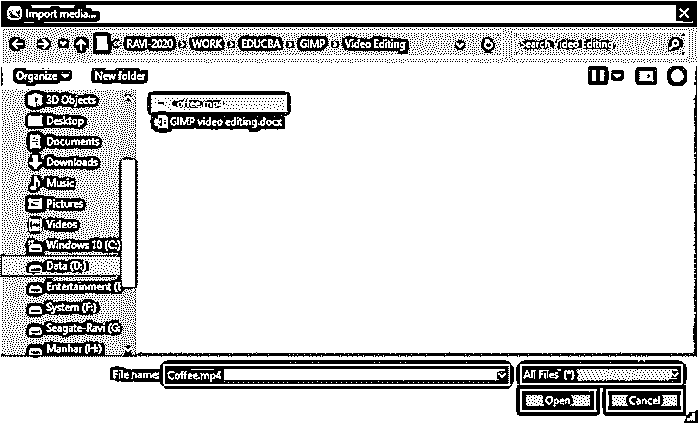 Import media...
« RAVI-2020 > WORK > EDUCBA > GIMP > Video Editing
Search Video Editing
Organize New folder
3D Objects
Desktop
Documents
Downloads
Music
Pictures
Videos
Windows 10 (C:)
Data (D:)
Entertainment (E
System (F:)
Seagate-Ravi (G:
Manhar (H:)
Coffee.mp4
GIMP video editing.docx
File name: Coffee.mp4
All Files (*)
Open Cancel